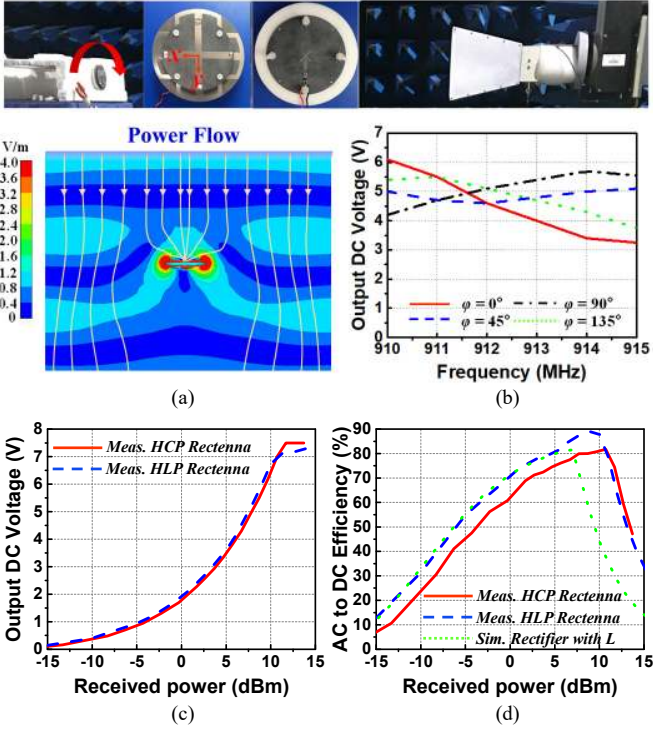 x
Y
Power Flow
V/m
4.0
3.6
3.2
2.8
2.4
2.0
1.6
1.2
0.8
0.4
0
(a)
Output DC Voltage (V)
7
6
5
4
3
2
1
0
φ = 0° φ = 90°
φ = 45° φ = 135°
910 911 912 913 914 915
Frequency (MHz)
(b)
Output DC Voltage (V)
8
7
6
5
4
3
2
1
0
Meas. HCP Rectenna
Meas. HLP Rectenna
-15 -10 -5 0 5 10 15
Received power (dBm)
(c)
AC to DC Efficiency (%)
90
80
70
60
50
40
30
20
10
0
Meas. HCP Rectenna
Meas. HLP Rectenna
Sim. Rectifier with L
-15 -10 -5 0 5 10 15
Received power (dBm)
(d)